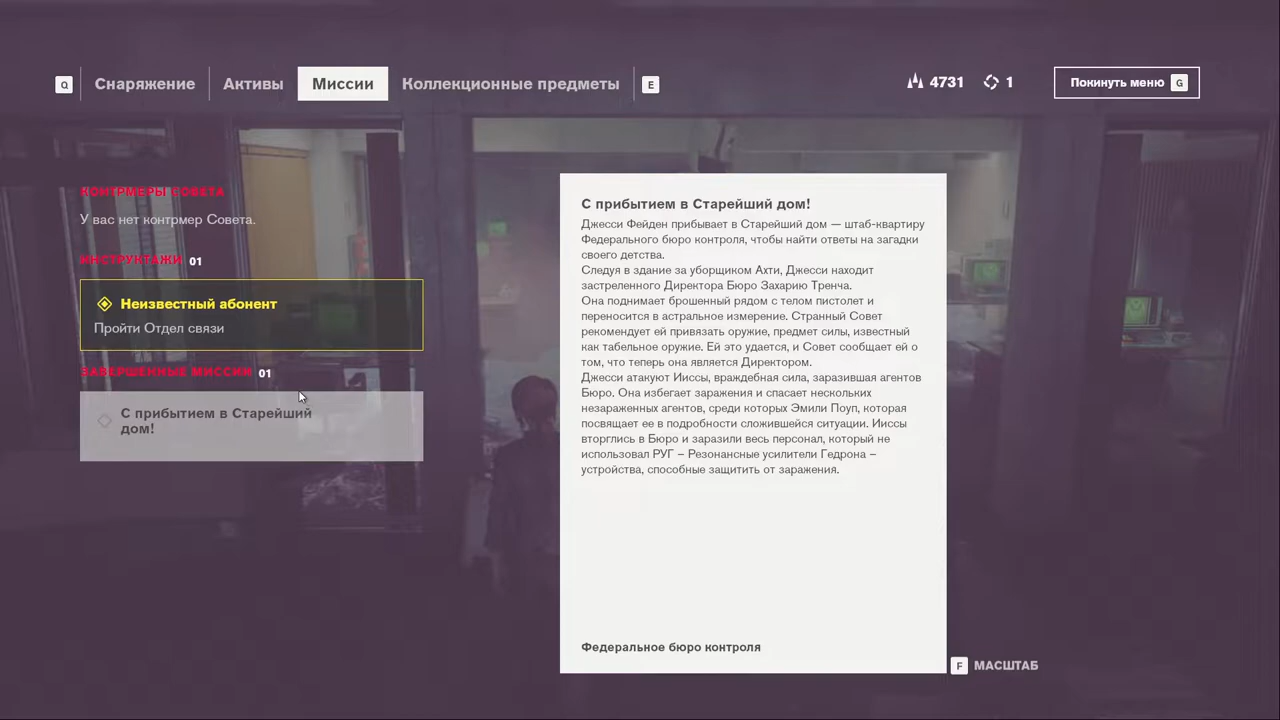 Q
Снаряжение
Активы
Миссии
Коллекционные предметы
E
4731
1
Покинуть меню G
КОНТРМЕРЫ СОВЕТА
У вас нет контрмер Совета.
ИНСТРУКТАЖИ 01
Неизвестный абонент
Пройти Отдел связи
ЗАВЕРШЕННЫЕ МИССИИ 01
С прибытием в Старейший
дом!
С прибытием в Старейший дом!
Джесси Фейден прибывает в Старейший дом — штаб-квартиру
Федерального бюро контроля, чтобы найти ответы на загадки
своего детства.
Следуя в здание за уборщиком Ахти, Джесси находит
застреленного Директора Бюро Захарию Тренча.
Она поднимает брошенный рядом с телом пистолет и
переносится в астральное измерение. Странный Совет
рекомендует ей привязать оружие, предмет силы, известный
как табельное оружие. Ей это удается, и Совет сообщает ей о
том, что теперь она является Директором.
Джесси атакуют Ииссы, враждебная сила, заразившая агентов
Бюро. Она избегает заражения и спасает нескольких
незараженных агентов, среди которых Эмили Поуп, которая
посвящает ее в подробности сложившейся ситуации. Ииссы
вторглись в Бюро и заразили весь персонал, который не
использовал РУГ – Резонансные усилители Гедрона –
устройства, способные защитить от заражения.
Федеральное бюро контроля
F МАСШТАБ